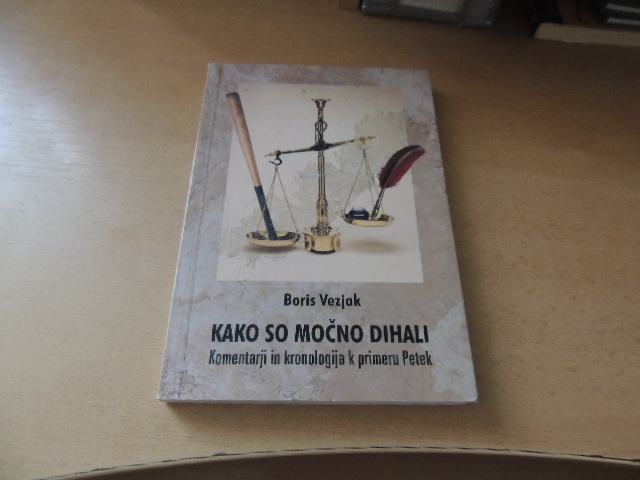 Boris Vezjak
KAKO SO MOČNO DIHALI
Komentarji in kronologija k primeru Petek